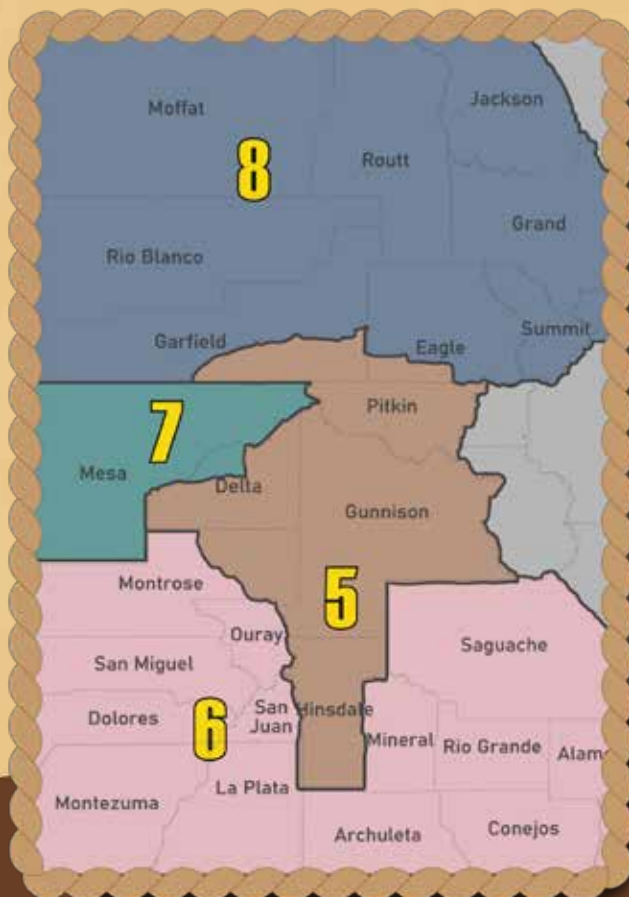 Jackson
Moffat
8
Routt
Grand
Rio Blanco
Summit
Garfield
Eagle
7
Pitkin
Mesa
Delta
Gunnison
5
Montrose
Ouray
Saguache
San Miguel
6
San
Juan
Hinsdale
Dolores
Mineral
Rio Grande
Alam
La Plata
Montezuma
Archuleta
Conejos